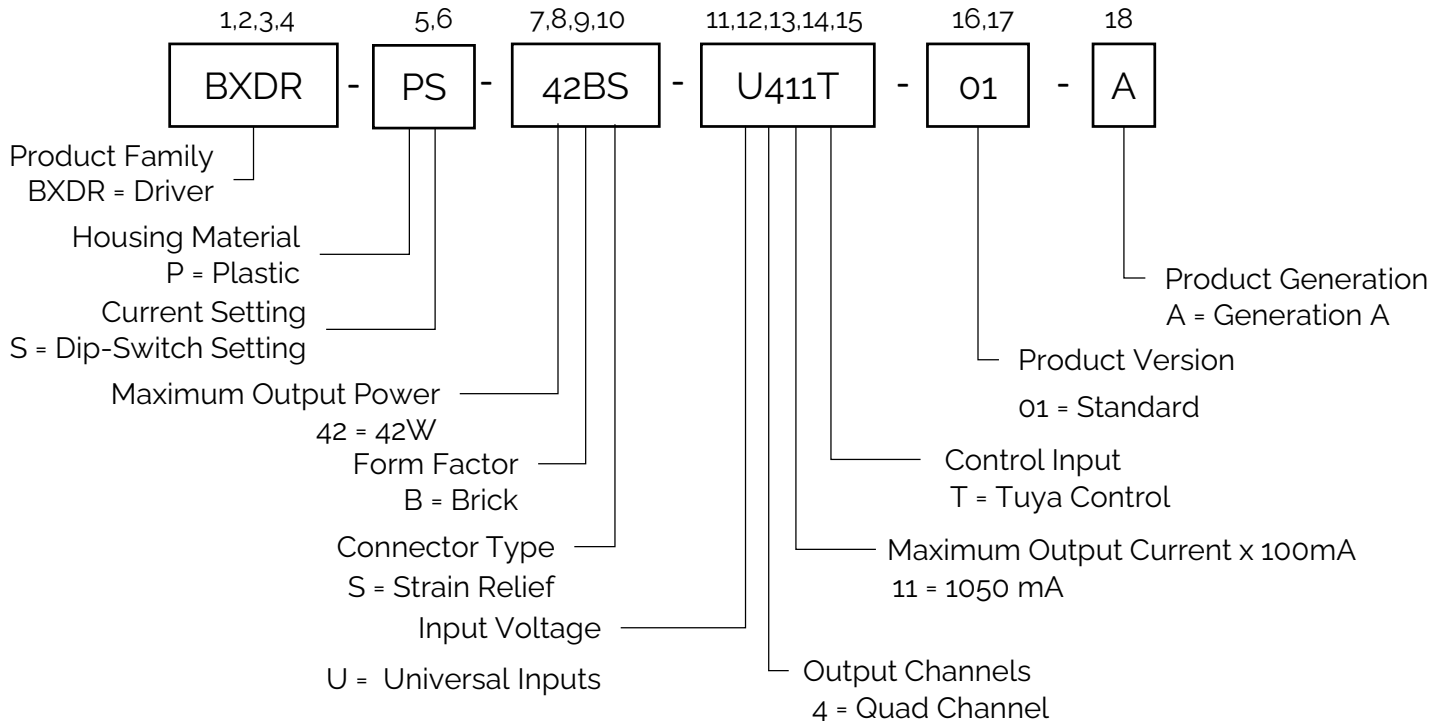 1,2,3,4 5,6 7,8,9,10 11,12,13,14,15 16,17 18
BXDR - PS - 42BS - U411T - 01 - A
Product Family
BXDR = Driver
Housing Material
P = Plastic
Current Setting
S = Dip-Switch Setting
Maximum Output Power
42 = 42W
Form Factor
B = Brick
Connector Type
S = Strain Relief
Input Voltage
U = Universal Inputs
Product Generation
A = Generation A
Product Version
01 = Standard
Control Input
T = Tuya Control
Maximum Output Current x 100mA
11 = 1050 mA
Output Channels
4 = Quad Channel